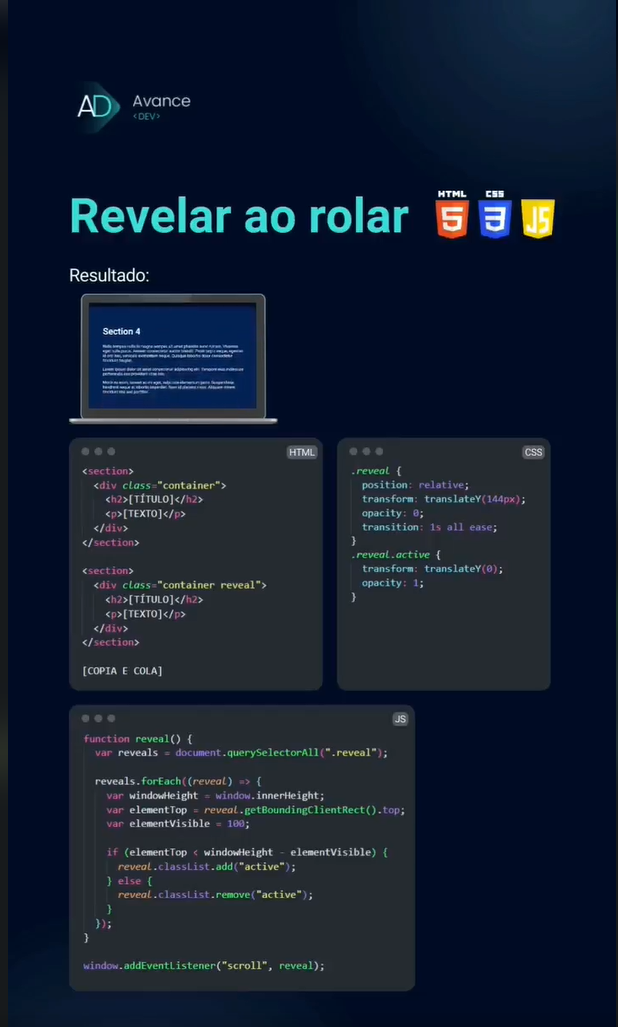 AD Avance
<DEV>
Revelar ao rolar HTML 5 CSS 3 JS
Resultado:
Section 4
HTML
<section>
<div class="container">
<h2>[TÍTULO]</h2>
<p>[TEXTO]</p>
</div>
</section>
<section>
<div class="container reveal">
<h2>[TÍTULO]</h2>
<p>[TEXTO]</p>
</div>
</section>
[COPIA E COLA]
CSS
.reveal {
position: relative;
transform: translateY(144px);
opacity: 0;
transition: 1s all ease;
}
.reveal.active {
transform: translateY(0);
opacity: 1;
}
JS
function reveal() {
var reveals = document.querySelectorAll(".reveal");
reveals.forEach((reveal) => {
var windowHeight = window.innerHeight;
var elementTop = reveal.getBoundingClientRect().top;
var elementVisible = 100;
if (elementTop < windowHeight - elementVisible) {
reveal.classList.add("active");
} else {
reveal.classList.remove("active");
}
});
}
window.addEventListener("scroll", reveal);